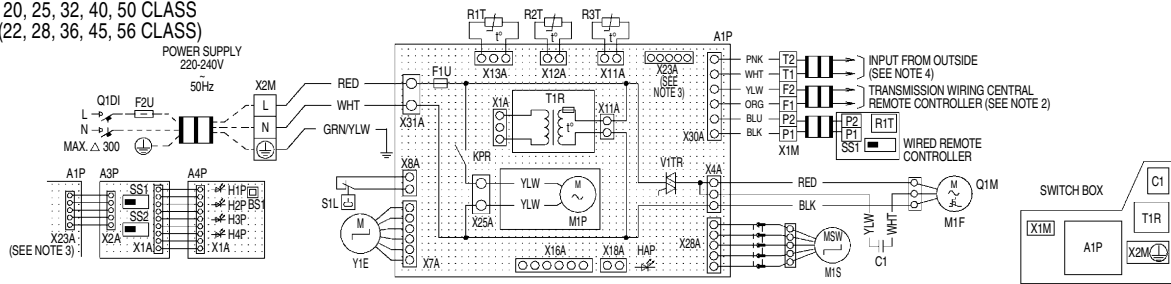 20, 25, 32, 40, 50 CLASS
(22, 28, 36, 45, 56 CLASS)
POWER SUPPLY
220-240V
~
50Hz
Q1DI
F2U
L
N
MAX. △ 300
X2M
L
N
RED
WHT
GRN/YLW
X31A
F1U
R1T
t°
X13A
R2T
t°
X12A
R3T
t°
X11A
X23A
(SEE
NOTE 3)
A1P
X1A
T1R
t°
X11A
KPR
X8A
S1L
X25A
YLW
YLW
M
~
M1P
V1TR
X4A
M
Y1E
X7A
X16A
X18A
HAP
X28A
X30A
PNK
WHT
YLW
ORG
BLU
BLK
T2
T1
F2
F1
P2
P1
X1M
INPUT FROM OUTSIDE
(SEE NOTE 4)
TRANSMISSION WIRING CENTRAL
REMOTE CONTROLLER (SEE NOTE 2)
P2
P1
SS1
R1T
WIRED REMOTE
CONTROLLER
RED
BLK
YLW
WHT
C1
M
~
Q1M
M1F
MSW
M1S
A1P
A3P
A4P
SS1
SS2
X23A
(SEE NOTE 3)
X2A
X1A
X1A
H1P
H2P
H3P
H4P
BS1
SWITCH BOX
X1M
A1P
C1
T1R
X2M